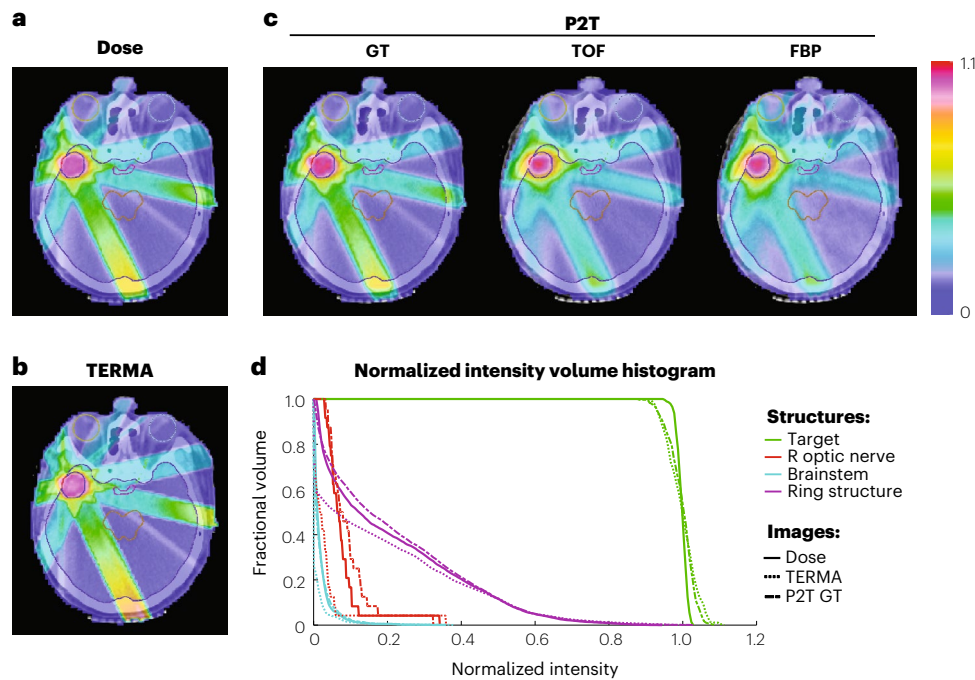 a
Dose
c
P2T
GT
TOF
FBP
1.1
0
b
TERMA
d
Normalized intensity volume histogram
1.0
0.8
0.6
0.4
0.2
0
Fractional volume
0
0.2
0.4
0.6
0.8
1.0
1.2
Normalized intensity
Structures:
Target
R optic nerve
Brainstem
Ring structure
Images:
Dose
TERMA
P2T GT